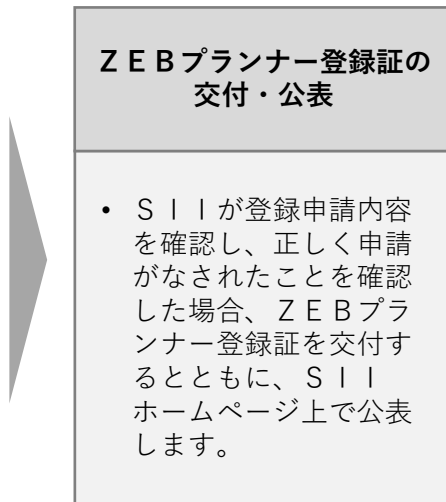 ＺＥＢプランナー登録証の
交付・公表
• ＳＩＩが登録申請内容
を確認し、正しく申請
がなされたことを確認
した場合、ＺＥＢプラ
ンナー登録証を交付す
るとともに、ＳＩＩ
ホームページ上で公表
します。